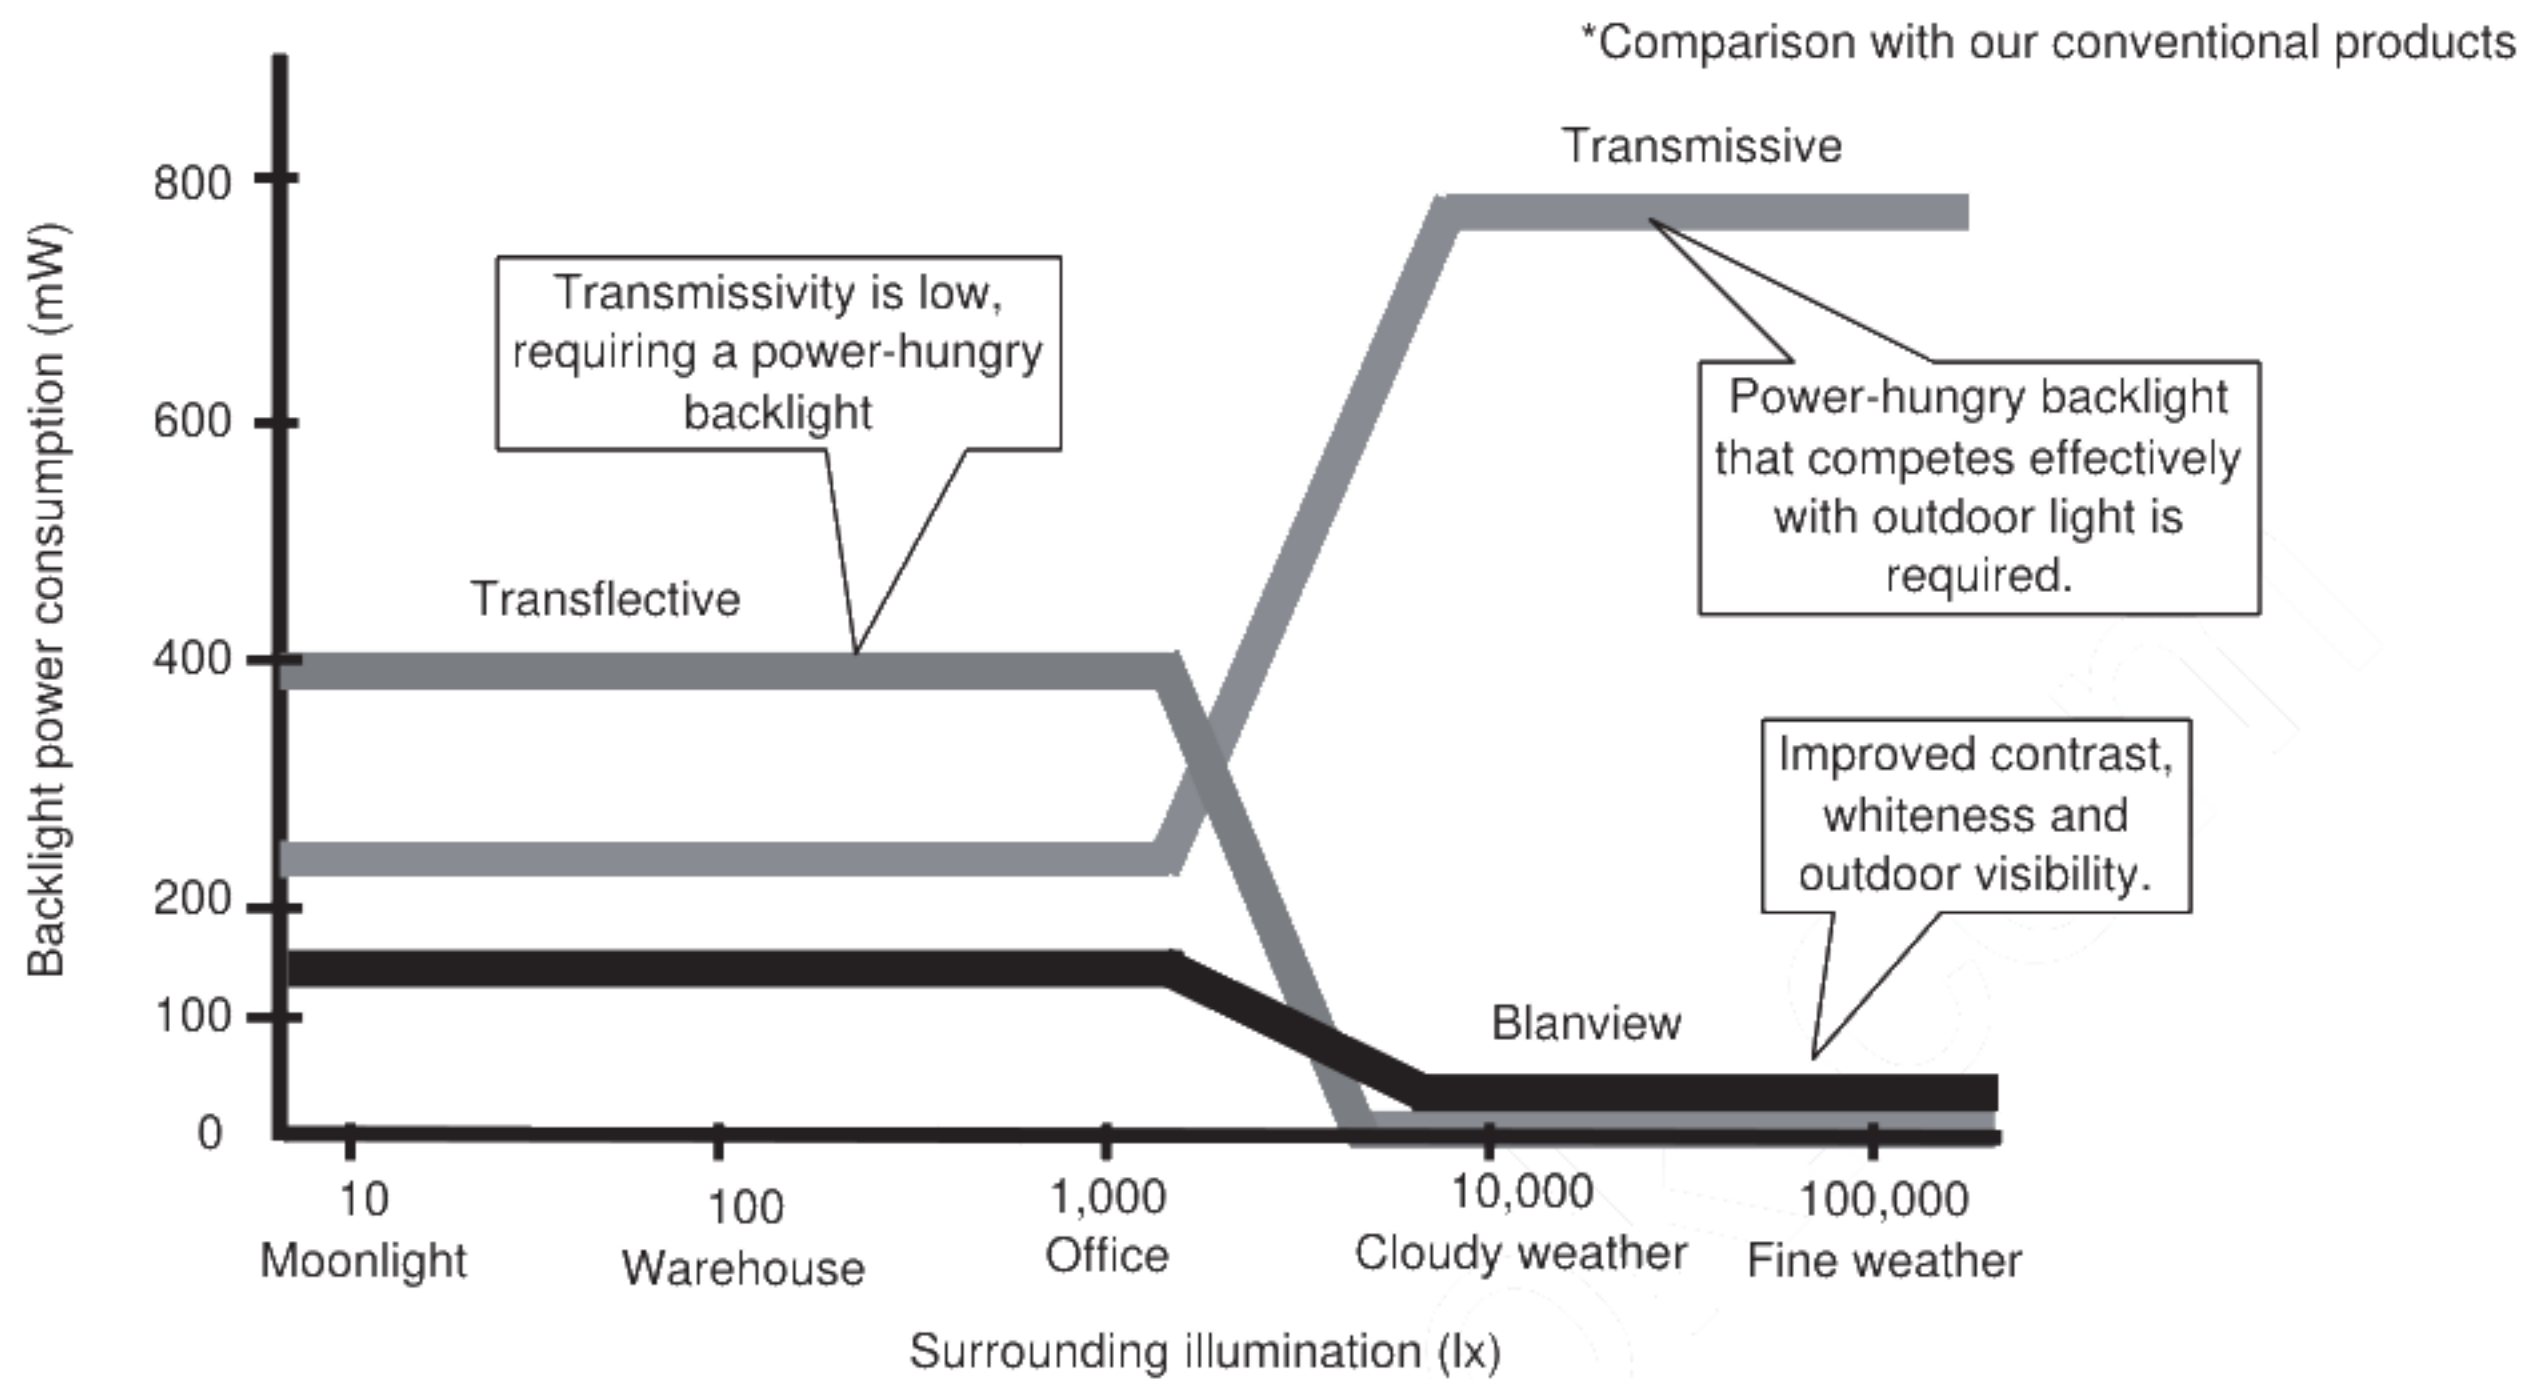 *Comparison with our conventional products
Transmissive
800
Transmissivity is low,
requiring a power-hungry
backlight
Power-hungry backlight
that competes effectively
with outdoor light is
required.
600
Backlight power consumption (mW)
Transflective
400
Improved contrast,
whiteness and
outdoor visibility.
200
100
Blanview
0
10
100
1,000
10,000
100,000
Moonlight
Warehouse
Office
Cloudy weather
Fine weather
Surrounding illumination (lx)